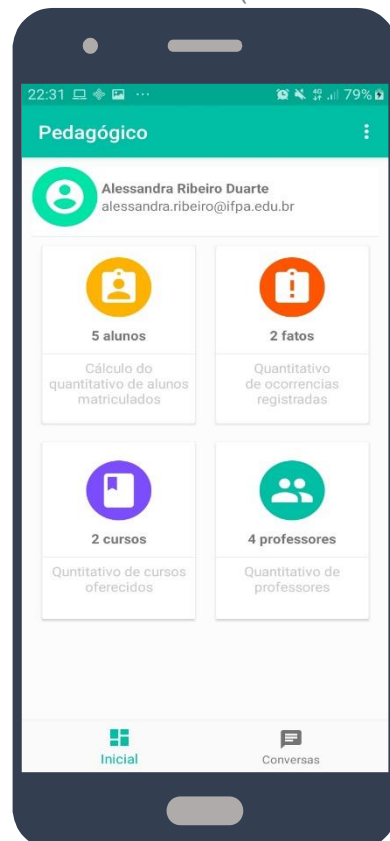 22:31 ... 79%
Pedagógico
Alessandra Ribeiro Duarte
alessandra.ribeiro@ifpa.edu.br
5 alunos
Cálculo do
quantitativo de alunos
matriculados
2 fatos
Quantitativo
de ocorrencias
registradas
2 cursos
Quntitativo de cursos
oferecidos
4 professores
Quantitativo de
professores
Inicial
Conversas